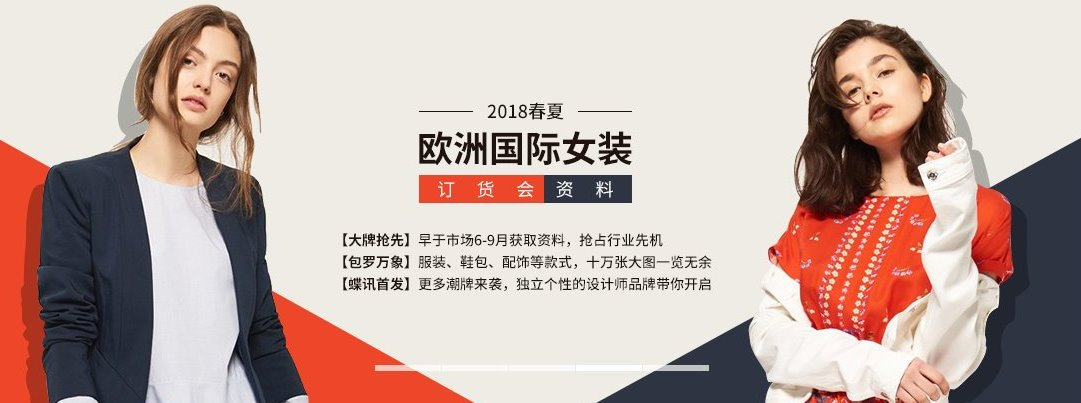 2018春夏
欧洲国际女装
订货会资料
【大牌抢先】早于市场6-9月获取资料，抢占行业先机
【包罗万象】服装、鞋包、配饰等款式，十万张大图一览无余
【蝶讯首发】更多潮牌来袭，独立个性的设计师品牌带你开启